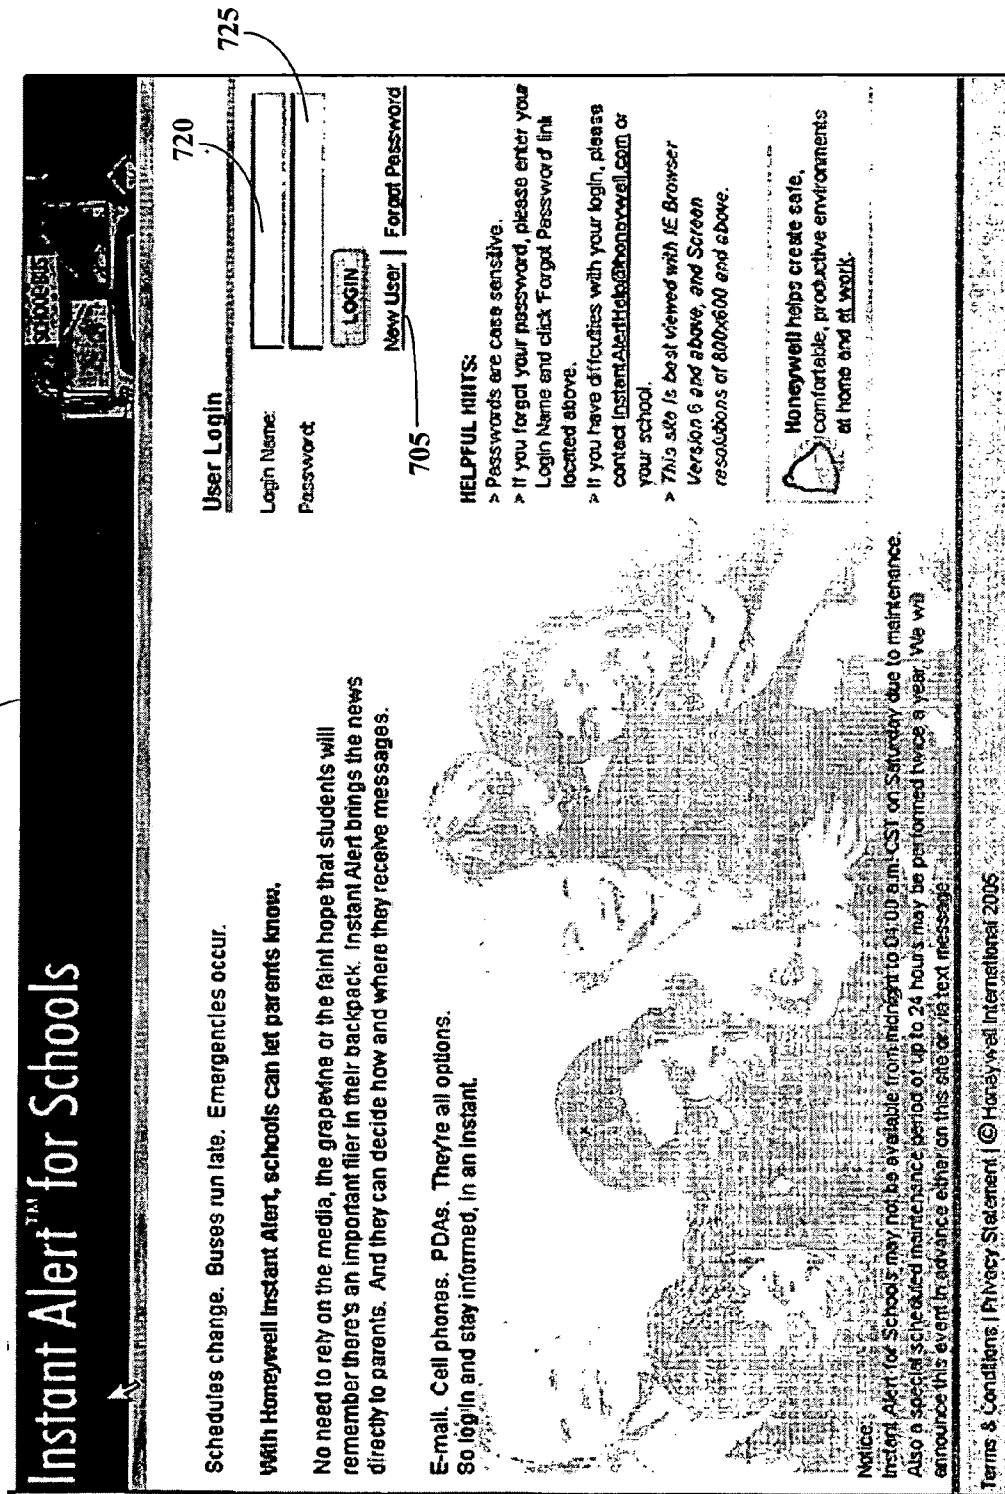 Instant Alert™ for Schools
SCHOOL BUS
Schedules change. Buses run late. Emergencies occur.
With Honeywell Instant Alert, schools can let parents know.
No need to rely on the media, the grapevine or the faint hope that students will
remember there's an important flier in their backpack. Instant Alert brings the news
directly to parents. And they can decide how and where they receive messages.
E-mail. Cell phones. PDAs. They're all options.
So log in and stay informed, in an instant.
User Login
720
725
Login Name:
Password:
LOGIN
New User | Forgot Password
705
HELPFUL HINTS:
> Passwords are case sensitive.
> If you forgot your password, please enter your
Login Name and click 'Forgot Password' link
located above.
> If you have difficulties with your login, please
contact InstantAlertHelp@honeywell.com or
your school.
> This site is best viewed with IE Browser
Version 6 and above, and Screen
resolutions of 800x600 and above.
Honeywell helps create safe,
comfortable, productive environments
at home and at work.
Notice:
Instant Alert for Schools may not be available from midnight to 04:00 a.m. CST on Saturday due to maintenance.
Also a special scheduled maintenance period of up to 24 hours may be performed twice a year. We will
announce this event in advance either on this site or via text message.
Terms & Conditions | Privacy Statement | © Honeywell International 2005